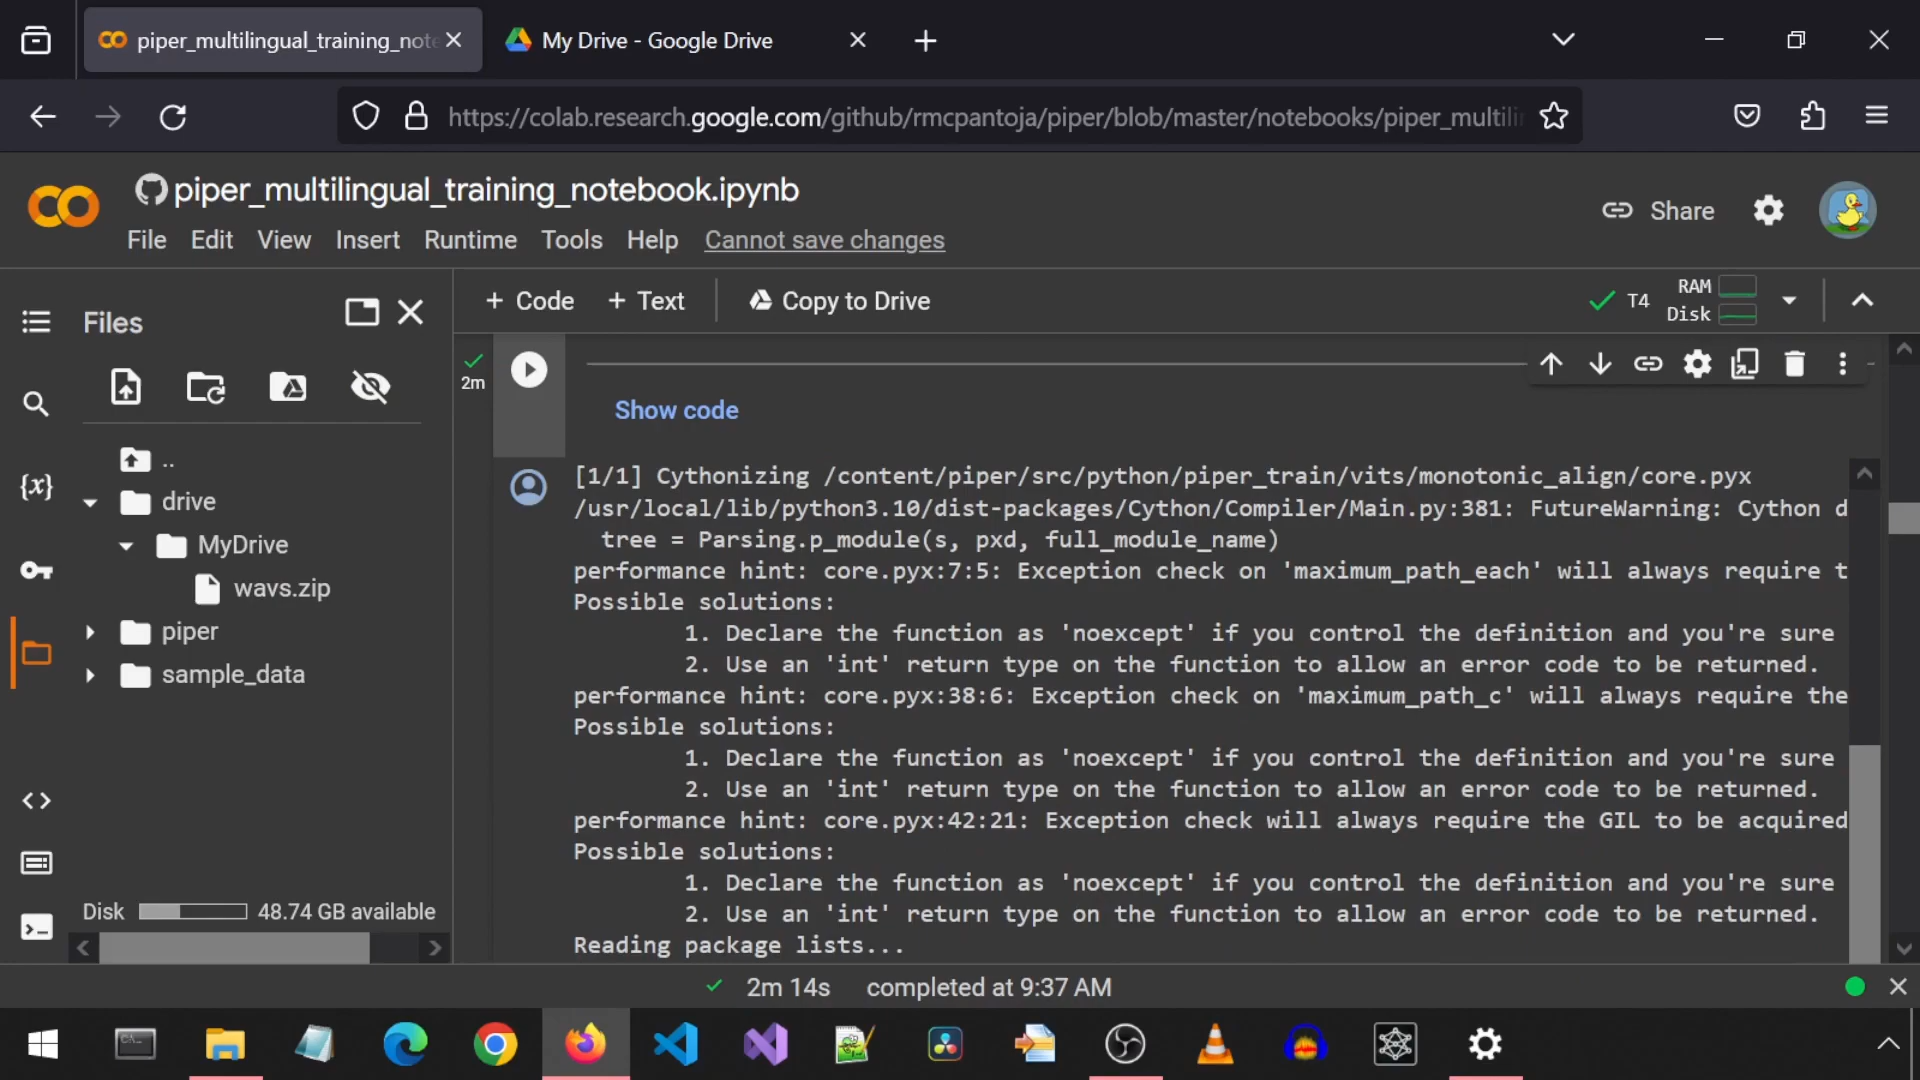 piper_multilingual_training_note
My Drive - Google Drive
https://colab.research.google.com/github/rmcpantoja/piper/blob/master/notebooks/piper_multili
piper_multilingual_training_notebook.ipynb
File Edit View Insert Runtime Tools Help Cannot save changes
Share
Files
+ Code + Text Copy to Drive
T4
RAM
Disk
2m
Show code
..
drive
MyDrive
wavs.zip
piper
sample_data
{x}
[1/1] Cythonizing /content/piper/src/python/piper_train/vits/monotonic_align/core.pyx
/usr/local/lib/python3.10/dist-packages/Cython/Compiler/Main.py:381: FutureWarning: Cython d
tree = Parsing.p_module(s, pxd, full_module_name)
performance hint: core.pyx:7:5: Exception check on 'maximum_path_each' will always require t
Possible solutions:
1. Declare the function as 'noexcept' if you control the definition and you're sure
2. Use an 'int' return type on the function to allow an error code to be returned.
performance hint: core.pyx:38:6: Exception check on 'maximum_path_c' will always require the
Possible solutions:
1. Declare the function as 'noexcept' if you control the definition and you're sure
2. Use an 'int' return type on the function to allow an error code to be returned.
performance hint: core.pyx:42:21: Exception check will always require the GIL to be acquired
Possible solutions:
1. Declare the function as 'noexcept' if you control the definition and you're sure
2. Use an 'int' return type on the function to allow an error code to be returned.
Reading package lists...
Disk 48.74 GB available
2m 14s completed at 9:37 AM